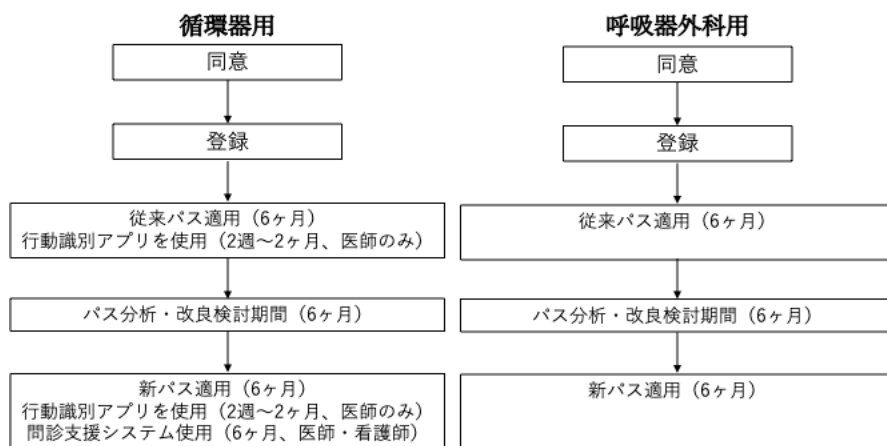 循環器用
同意
登録
従来パス適用（6ヶ月）
行動識別アプリを使用（2週～2ヶ月、医師のみ）
パス分析・改良検討期間（6ヶ月）
新パス適用（6ヶ月）
行動識別アプリを使用（2週～2ヶ月、医師のみ）
問診支援システム使用（6ヶ月、医師・看護師）
呼吸器外科用
同意
登録
従来パス適用（6ヶ月）
パス分析・改良検討期間（6ヶ月）
新パス適用（6ヶ月）